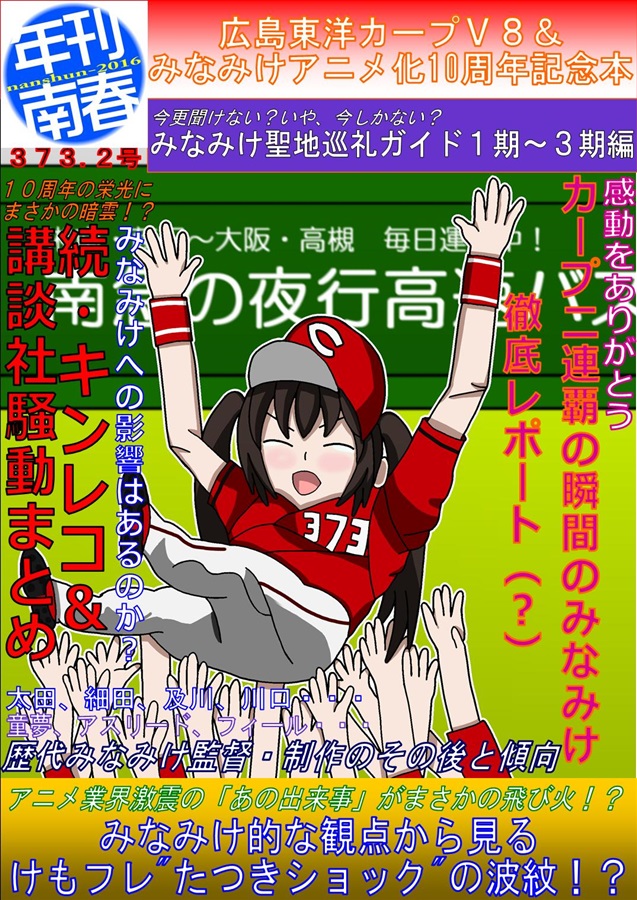 年刊
nanshun-2016
南春
373.2号
広島東洋カープV8&
みなみけアニメ化10周年記念本
今更聞けない?いや、今しかない?
みなみけ聖地巡礼ガイド1期~3期編
感動をありがとう
カープ二連覇の瞬間のみなみけ
徹底レポート(?)
10周年の栄光に
まさかの暗雲!?
みなみけへの影響はあるのか?
続・キンレコ&
講談社騒動まとめ
~大阪・高槻 毎日運 中!
南 の夜行高速バ
C
373
太田、細田、及川、川口・・・
童夢、アスリード、フィール・・・
歴代みなみけ監督・制作のその後と傾向
アニメ業界激震の「あの出来事」がまさかの飛び火!?
みなみけ的な観点から見る
けもフレ"たつきショック"の波紋!?